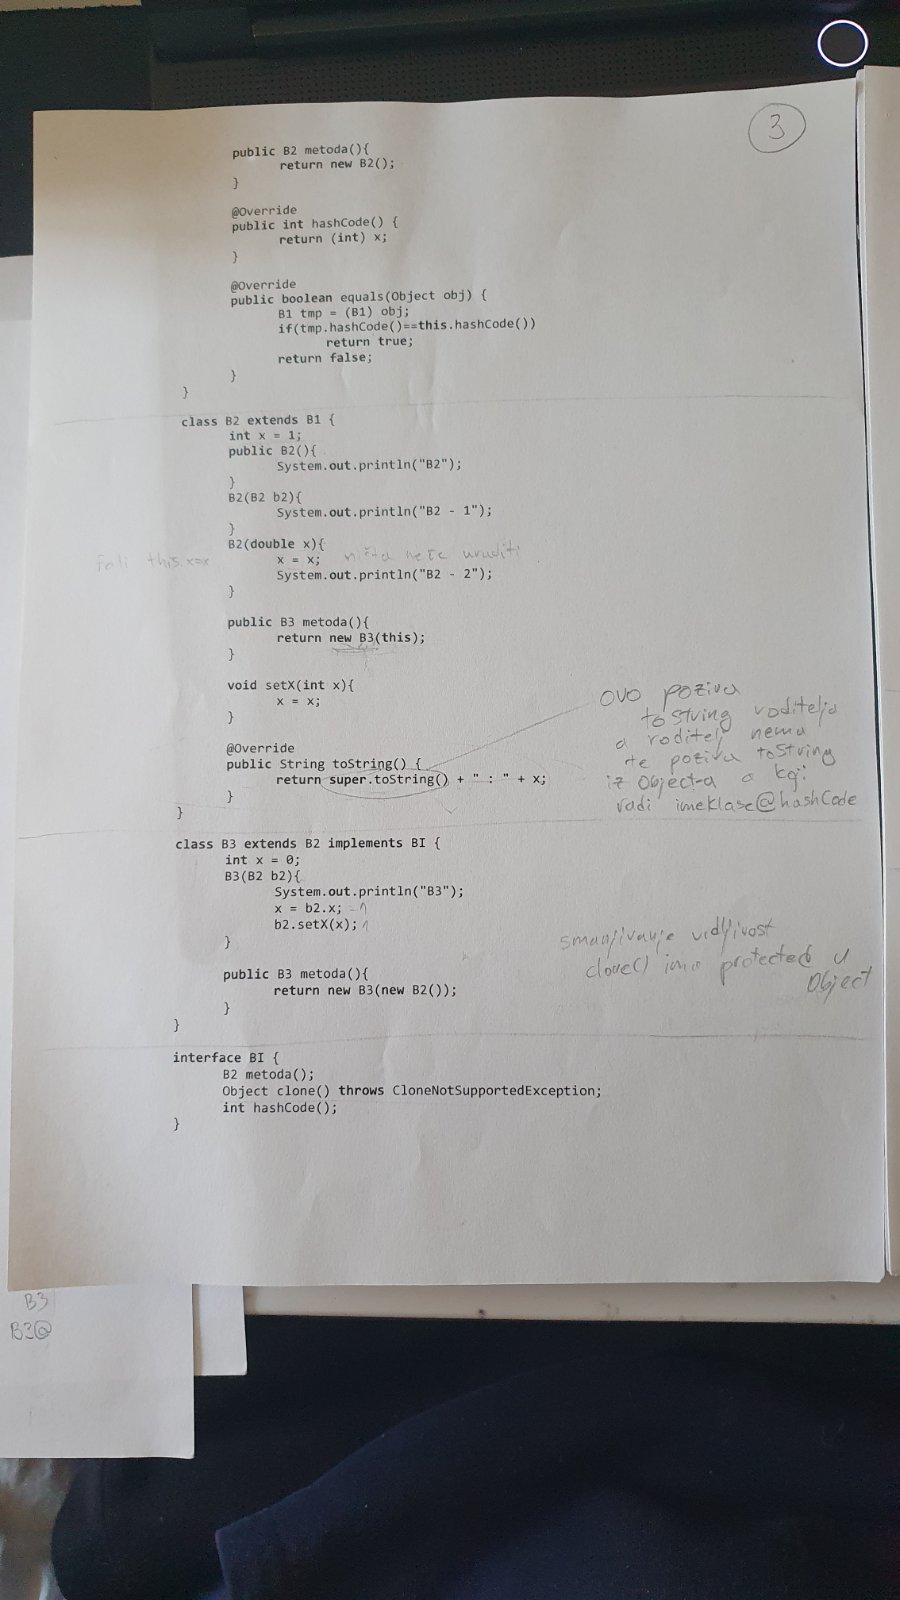 3
public B2 metoda(){
return new B2();
}
@Override
public int hashCode() {
return (int) x;
}
@Override
public boolean equals(Object obj) {
B1 tmp = (B1) obj;
if(tmp.hashCode()==this.hashCode())
return true;
return false;
}
}
class B2 extends B1 {
int x = 1;
public B2(){
System.out.println("B2");
}
B2(B2 b2){
System.out.println("B2 - 1");
}
B2(double x){
fali this.x=x
x = x; ništa neće uraditi
System.out.println("B2 - 2");
}
public B3 metoda(){
return new B3(this);
}
void setX(int x){
x = x;
}
@Override
public String toString() {
return super.toString() + " : " + x;
}
}
ovo poziva
toString roditelja
a roditelj nema
te poziva toString
iz Object-a a koji
radi imeklase@hashCode
class B3 extends B2 implements BI {
int x = 0;
B3(B2 b2){
System.out.println("B3");
x = b2.x; -1
b2.setX(x); 1
}
smanjivanje vidljivost
clone() ima protected u
Object
public B3 metoda(){
return new B3(new B2());
}
}
interface BI {
B2 metoda();
Object clone() throws CloneNotSupportedException;
int hashCode();
}
B3
B3@